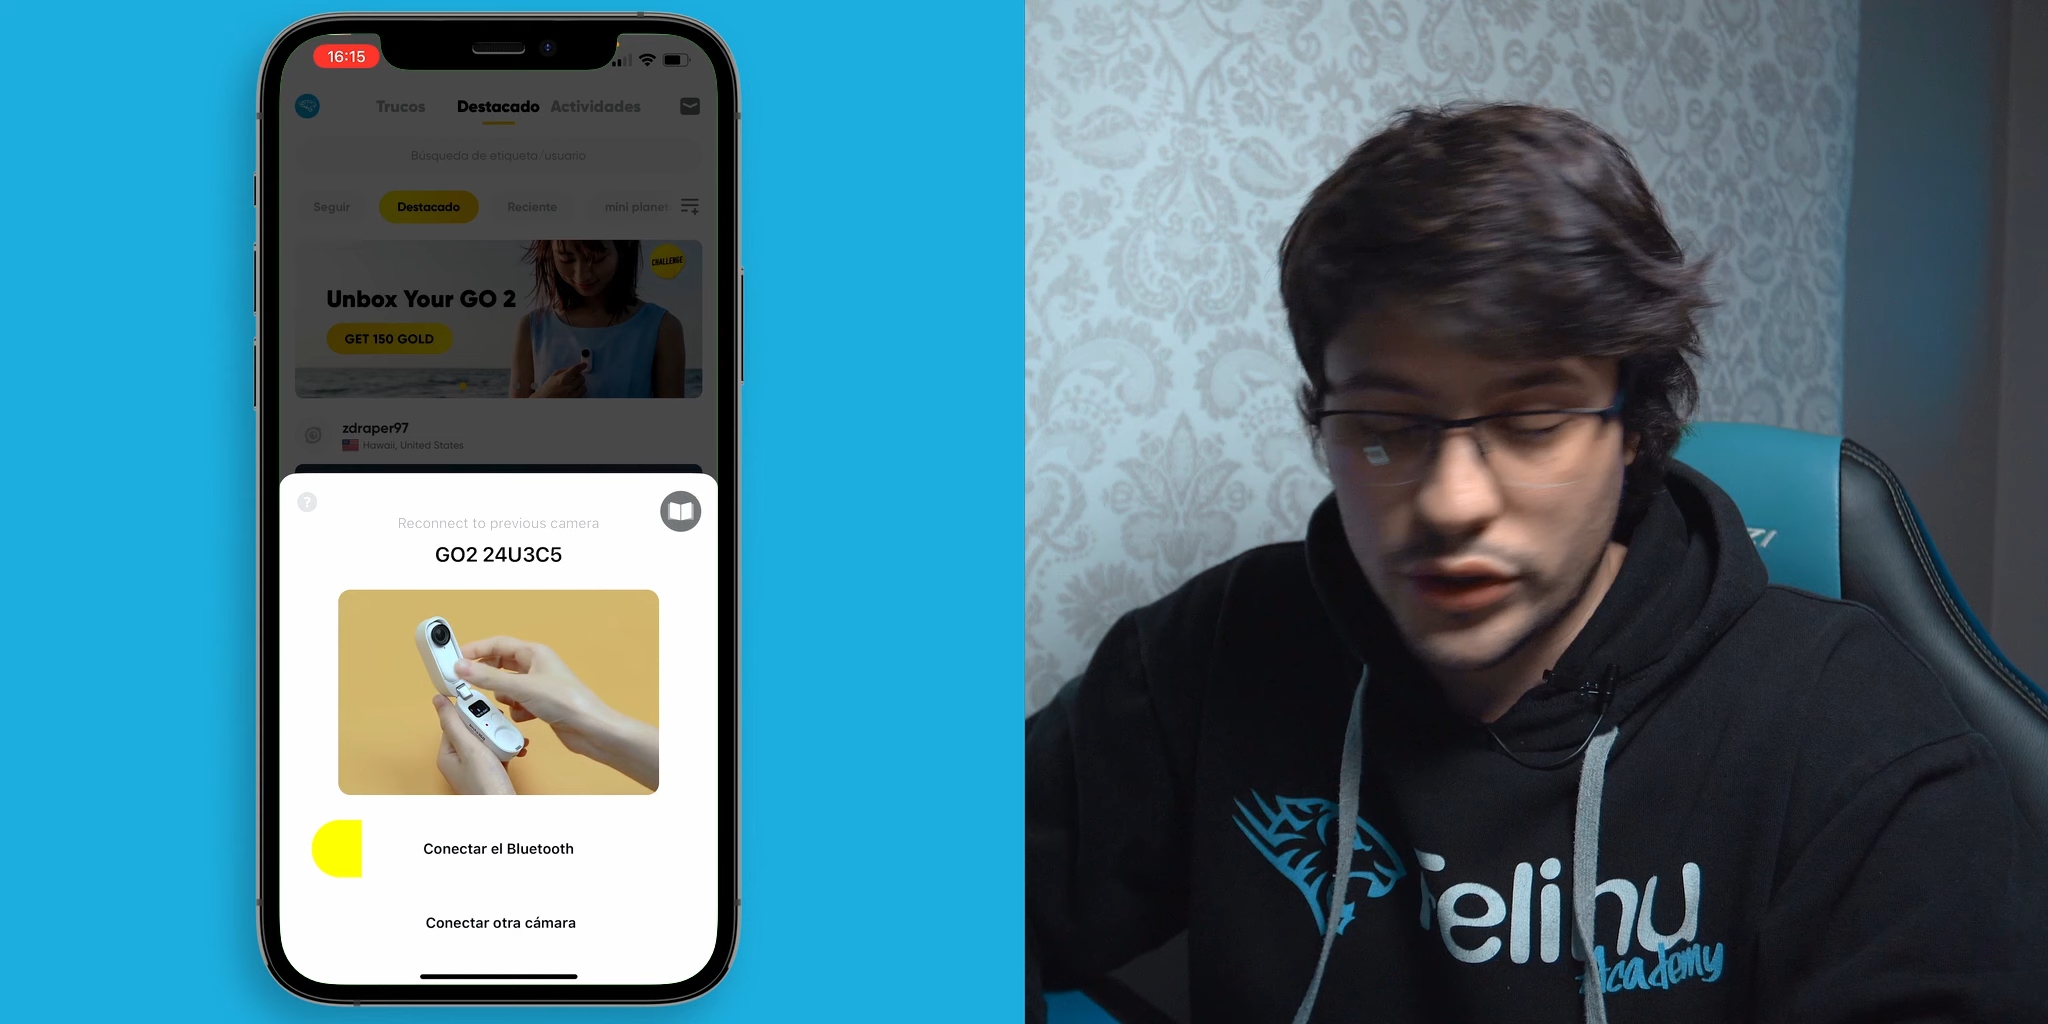 16:15
Trucos Destacado Actividades
Búsqueda de etiqueta/usuario
Seguir Destacado Reciente mini planet
CHALLENGE
Unbox Your GO 2
GET 150 GOLD
zdraper97
Hawaii, United States
?
Reconnect to previous camera
GO2 24U3C5
Conectar el Bluetooth
Conectar otra cámara
Felihu
Academy